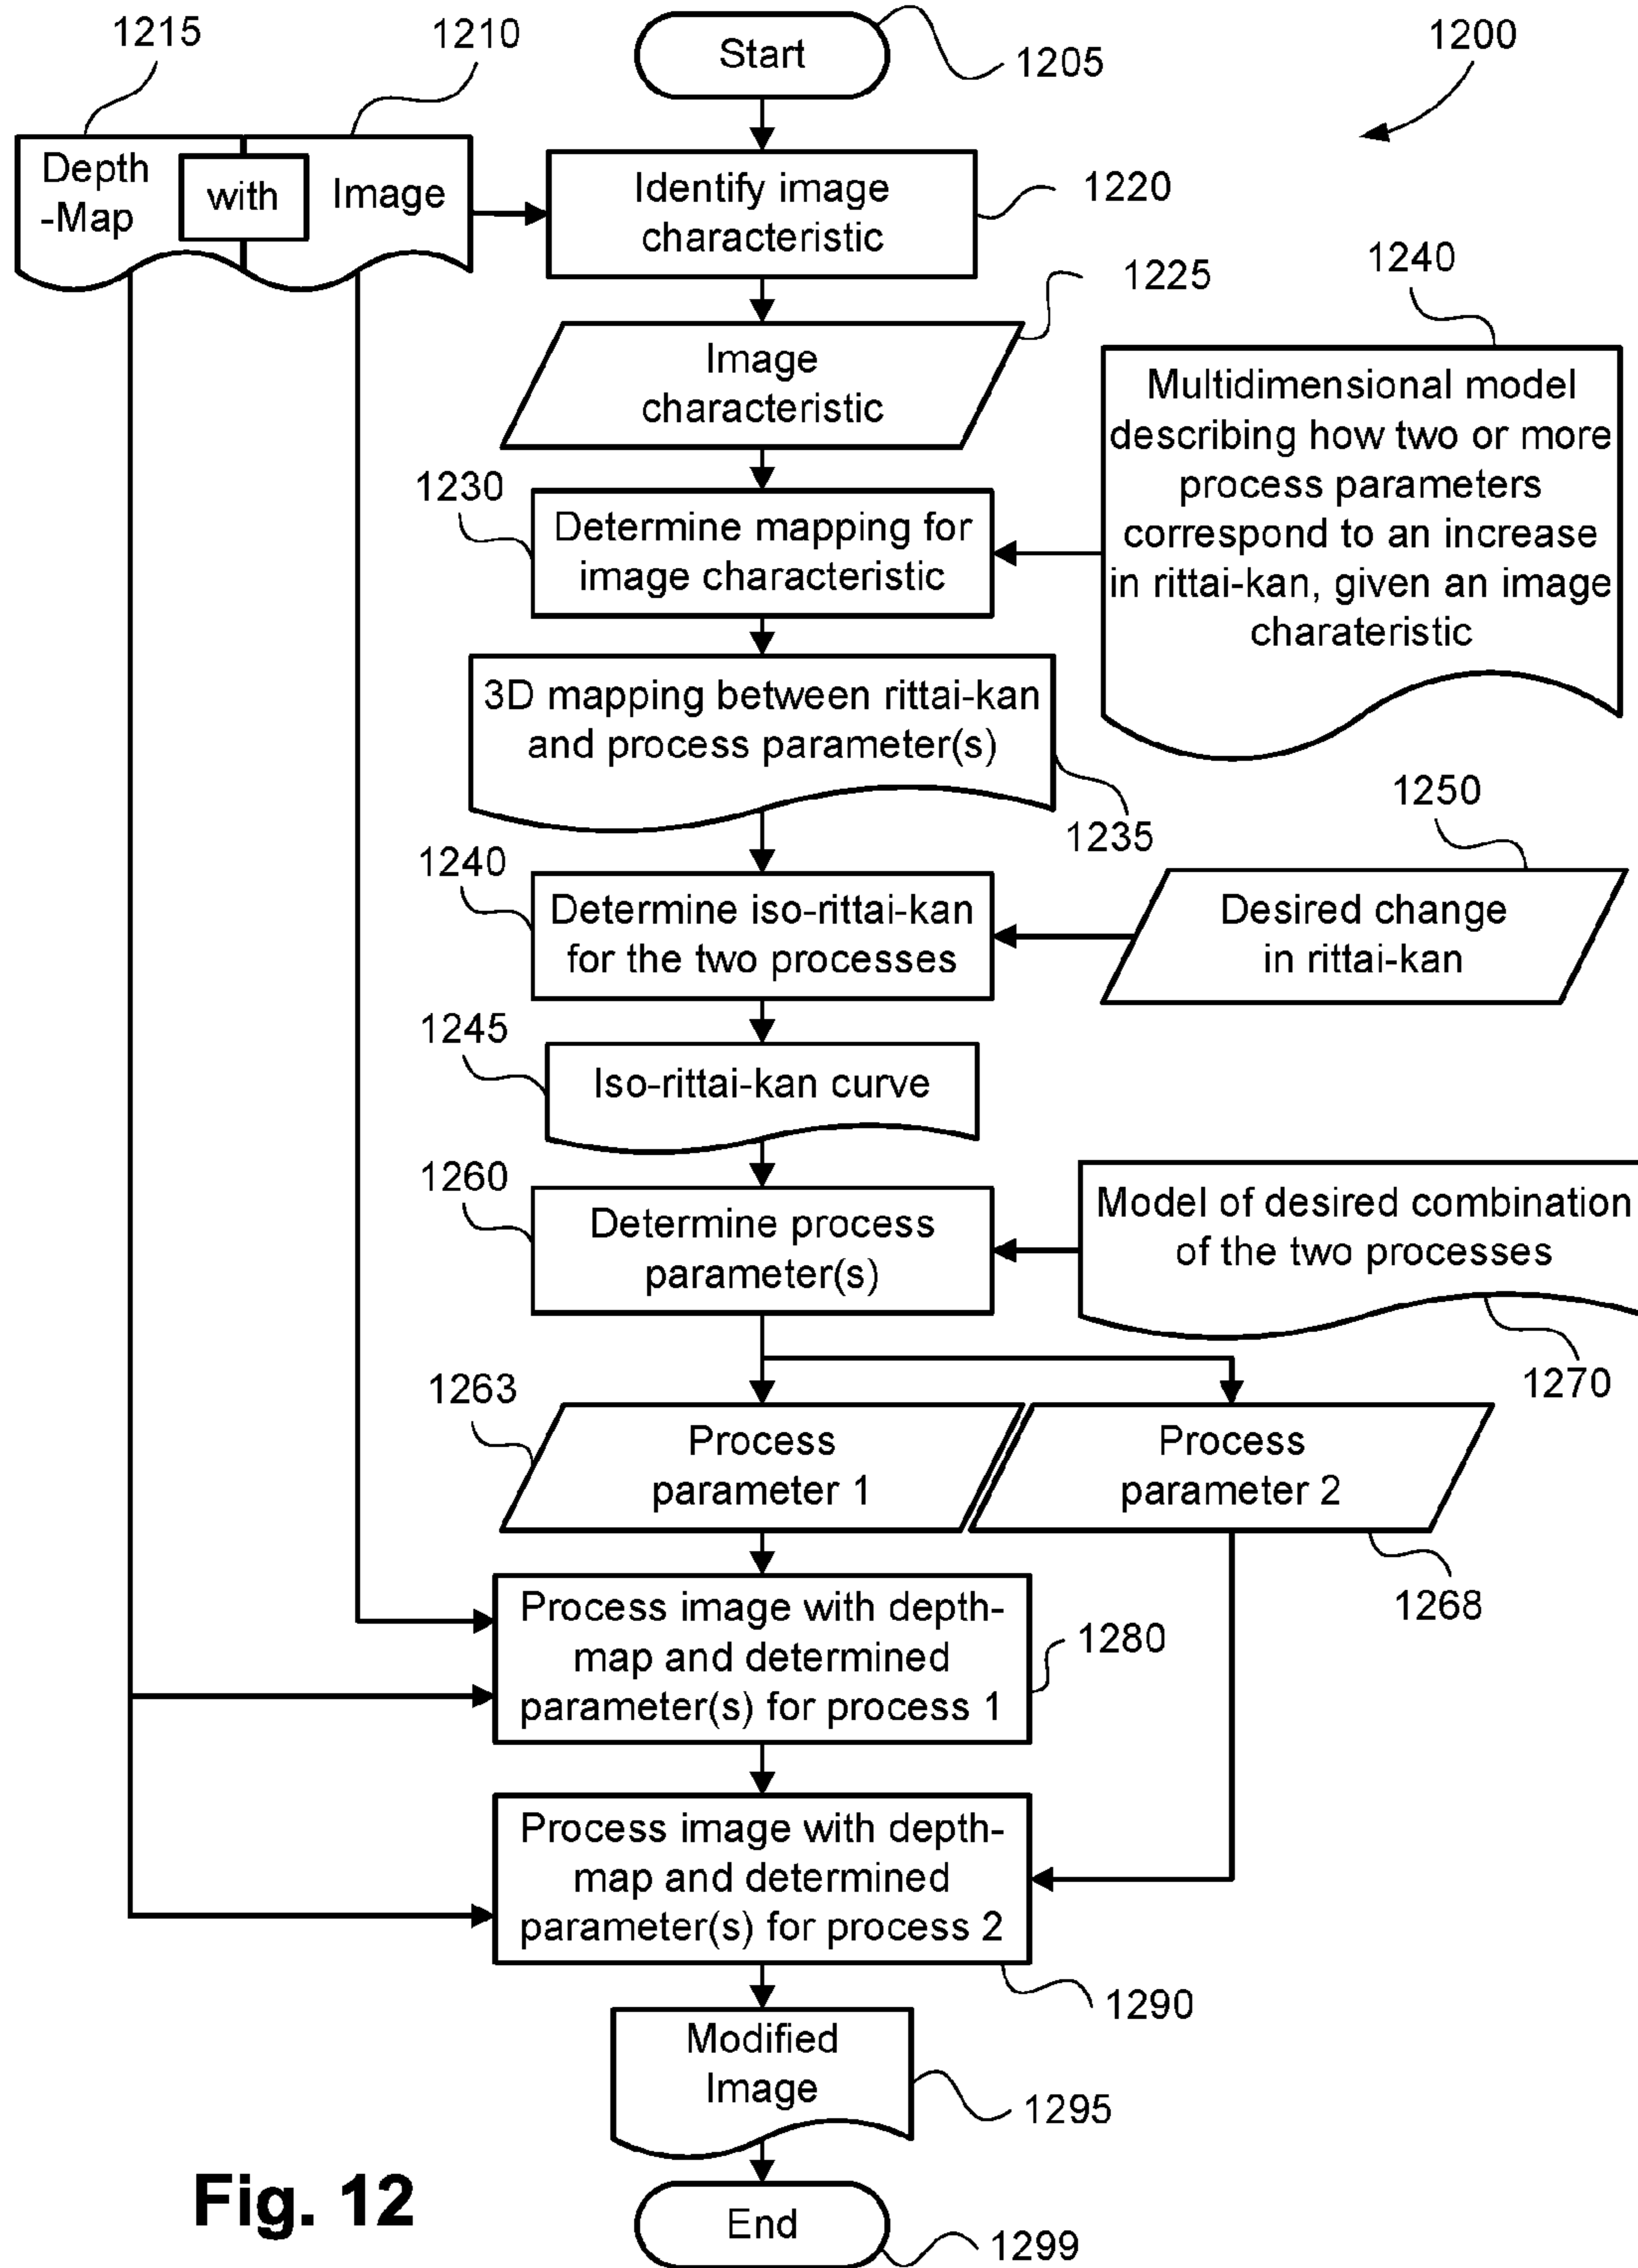 1215
1210
Start
1205
1200
Depth
-Map
with
Image
Identify image
characteristic
1220
1225
Image
characteristic
1240
Multidimensional model
describing how two or more
process parameters
correspond to an increase
in rittai-kan, given an image
charateristic
1230
Determine mapping for
image characteristic
3D mapping between rittai-kan
and process parameter(s)
1235
1240
Determine iso-rittai-kan
for the two processes
1250
Desired change
in rittai-kan
1245
Iso-rittai-kan curve
1260
Determine process
parameter(s)
Model of desired combination
of the two processes
1270
1263
Process
parameter 1
Process
parameter 2
1268
Process image with depth-
map and determined
parameter(s) for process 1
1280
Process image with depth-
map and determined
parameter(s) for process 2
1290
Modified
Image
1295
End
1299
Fig. 12